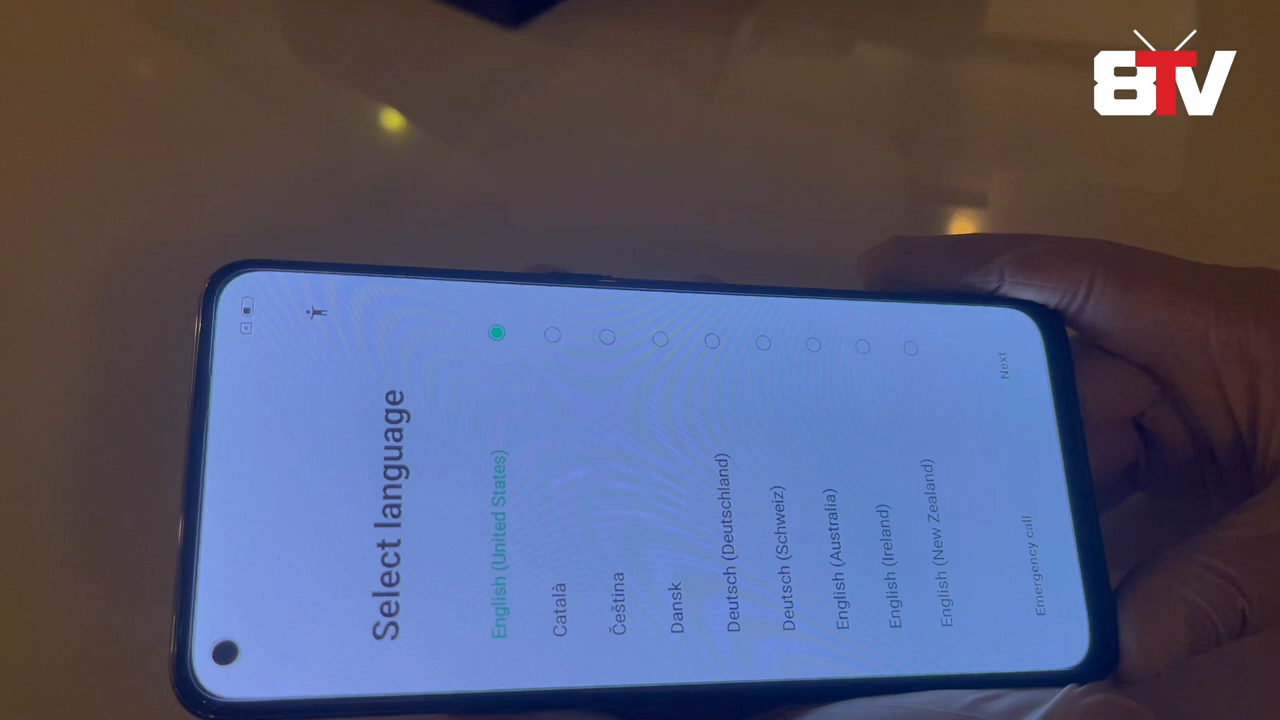 8TV
Select language
English (United States)
Català
Čeština
Dansk
Deutsch (Deutschland)
Deutsch (Schweiz)
English (Australia)
English (Ireland)
English (New Zealand)
Next
Emergency call